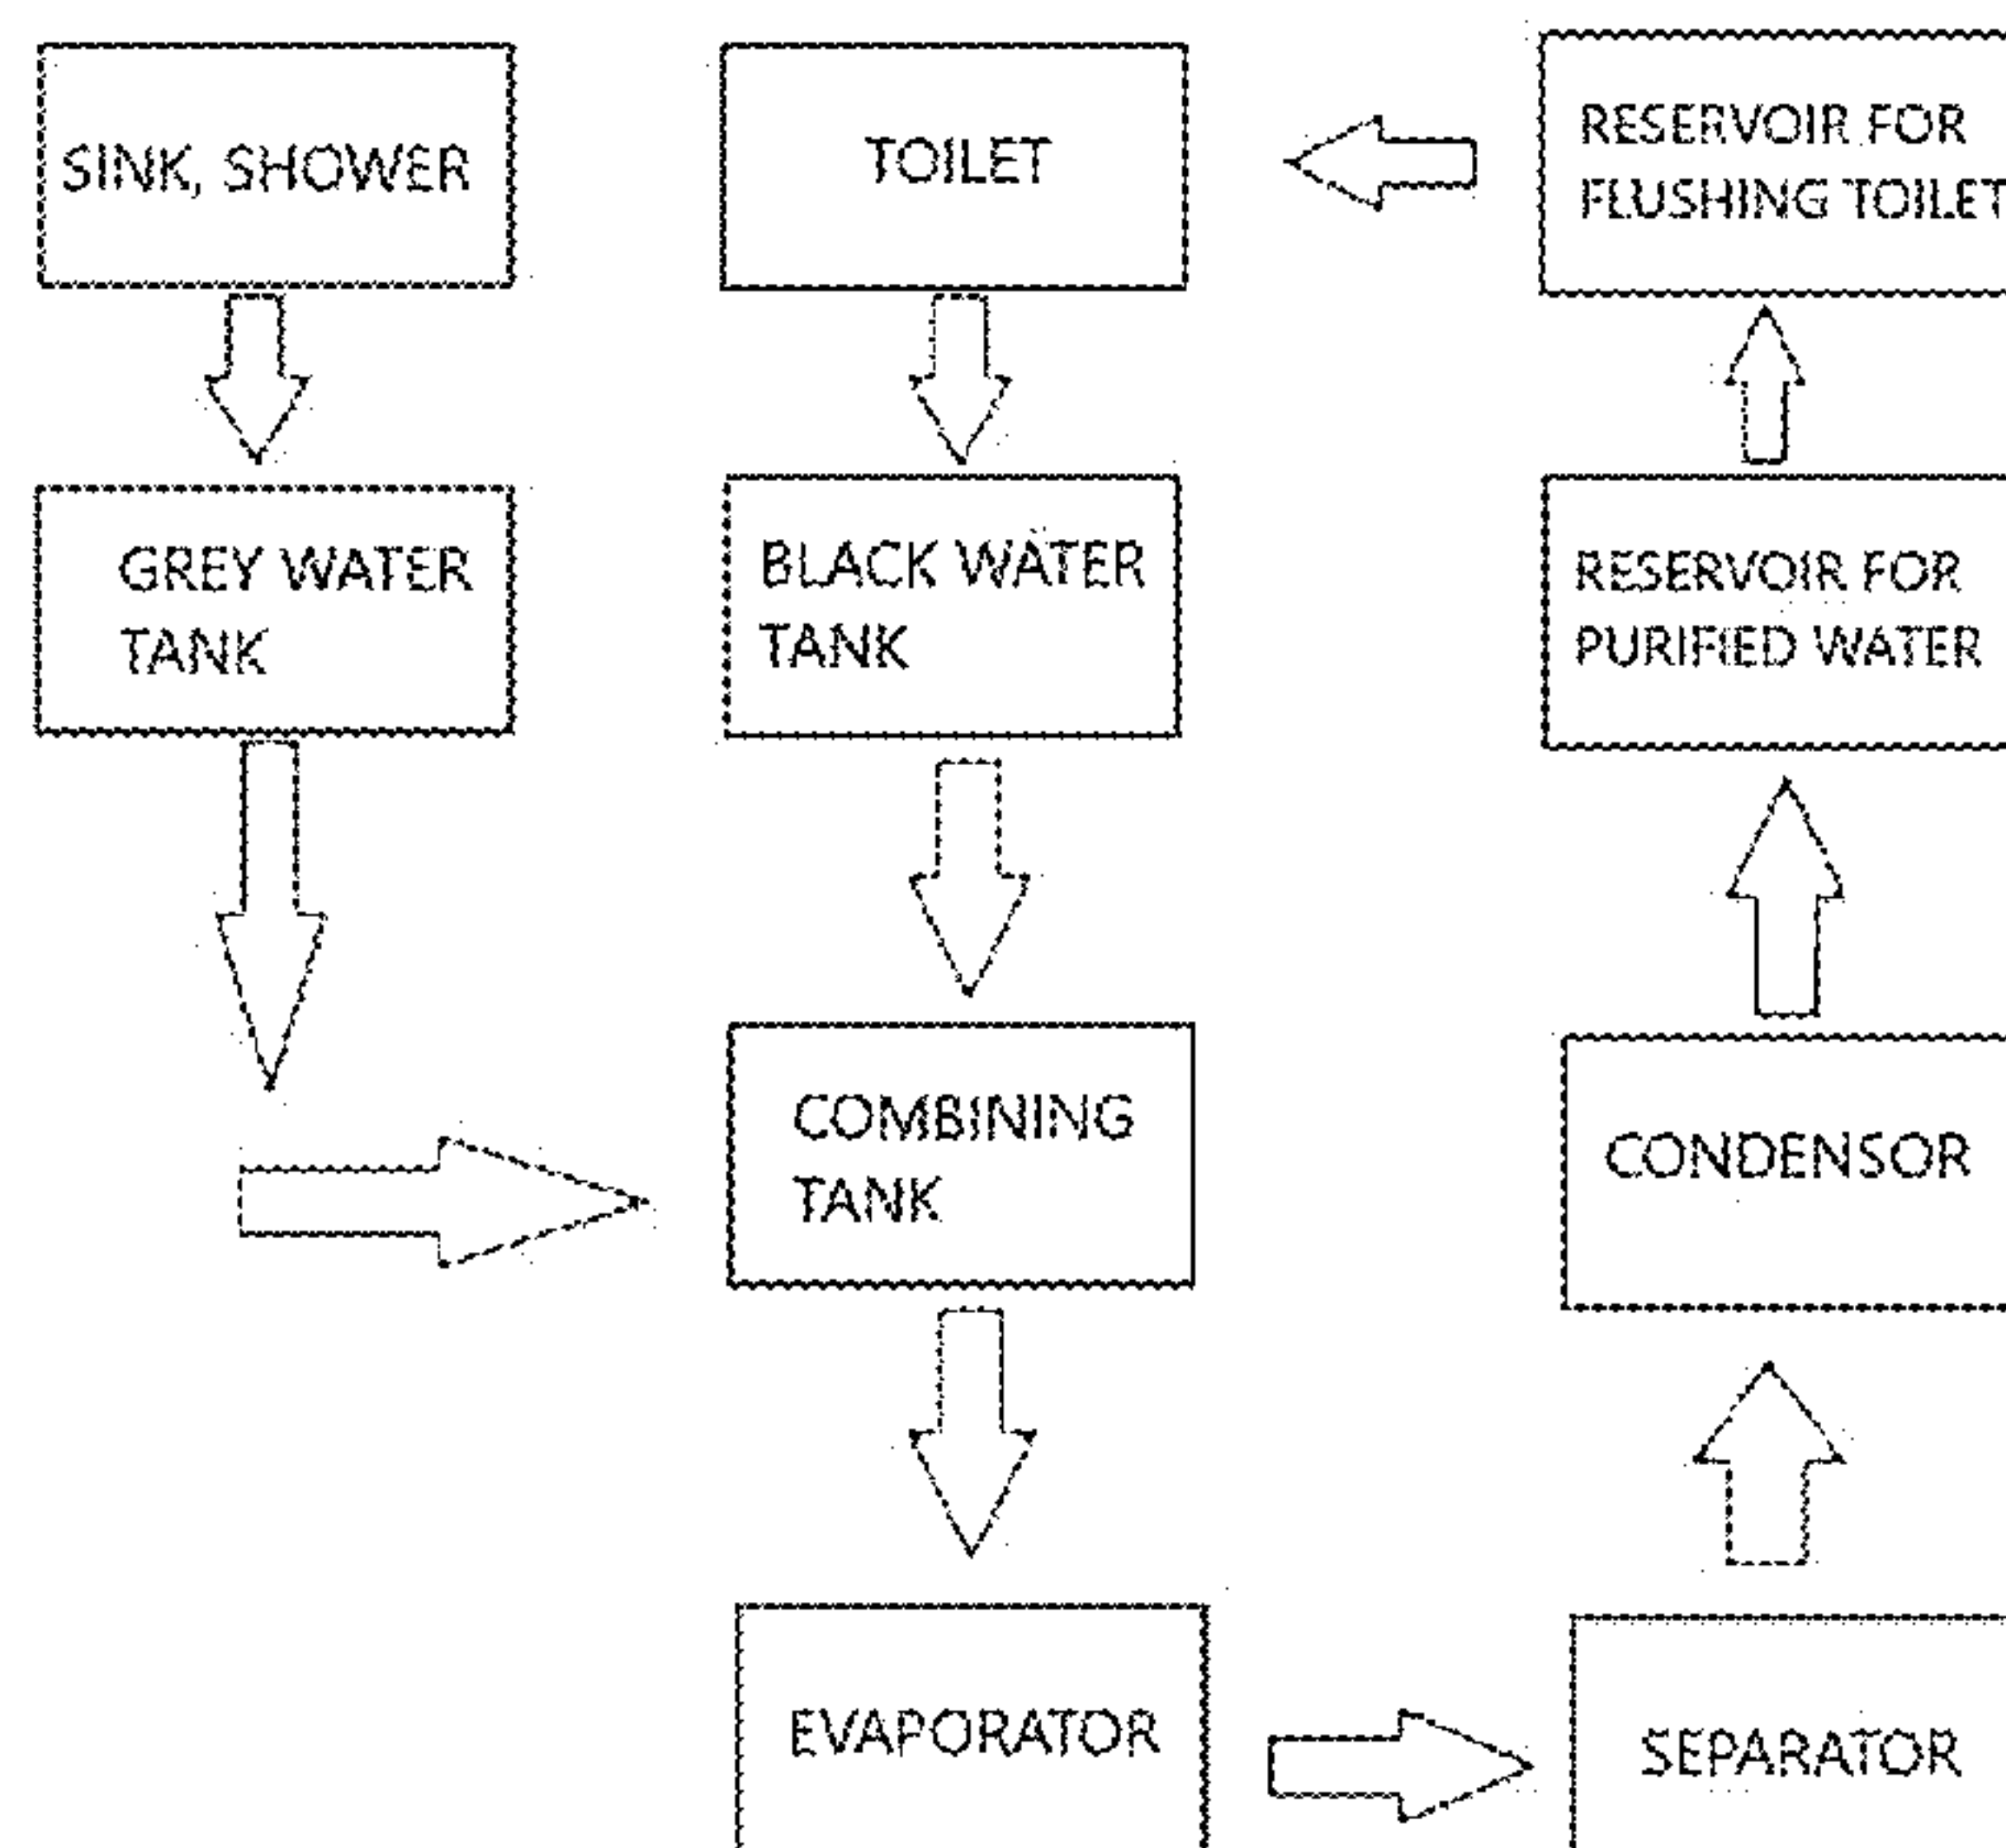 SINK, SHOWER
TOILET
RESERVOIR FOR
FLUSHING TOILET
GREY WATER
TANK
BLACK WATER
TANK
RESERVOIR FOR
PURIFIED WATER
COMBINING
TANK
CONDENSOR
EVAPORATOR
SEPARATOR